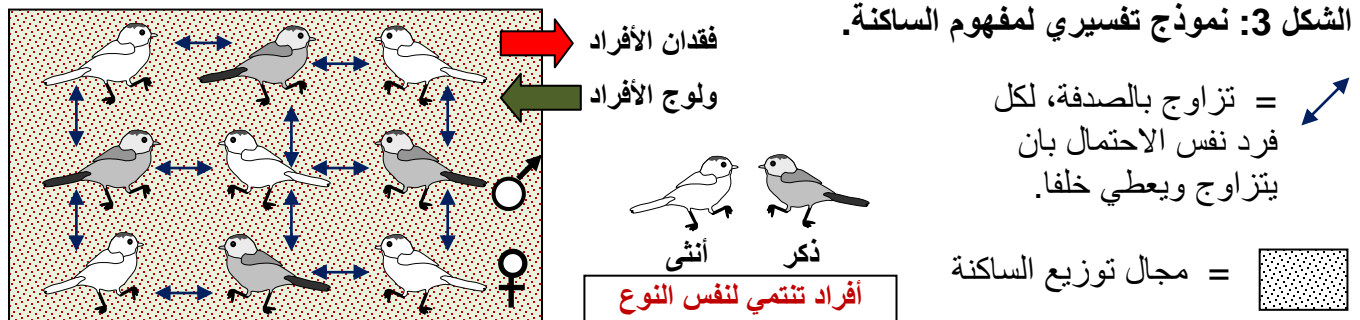 الشكل 3: نموذج تفسيري لمفهوم الساكنة.
فقدان الأفراد
ولوج الأفراد
= تزاوج بالصدفة، لكل
فرد نفس الاحتمال بان
يتزاوج ويعطي خلفا.
ذكر
أنثى
= مجال توزيع الساكنة
أفراد تنتمي لنفس النوع